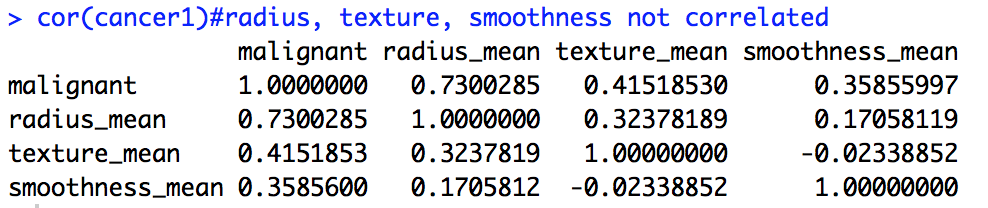 > cor(cancer1)#radius, texture, smoothness not correlated
malignant radius_mean texture_mean smoothness_mean
malignant 1.0000000 0.7300285 0.41518530 0.35855997
radius_mean 0.7300285 1.0000000 0.32378189 0.17058119
texture_mean 0.4151853 0.3237819 1.00000000 -0.02338852
smoothness_mean 0.3585600 0.1705812 -0.02338852 1.00000000